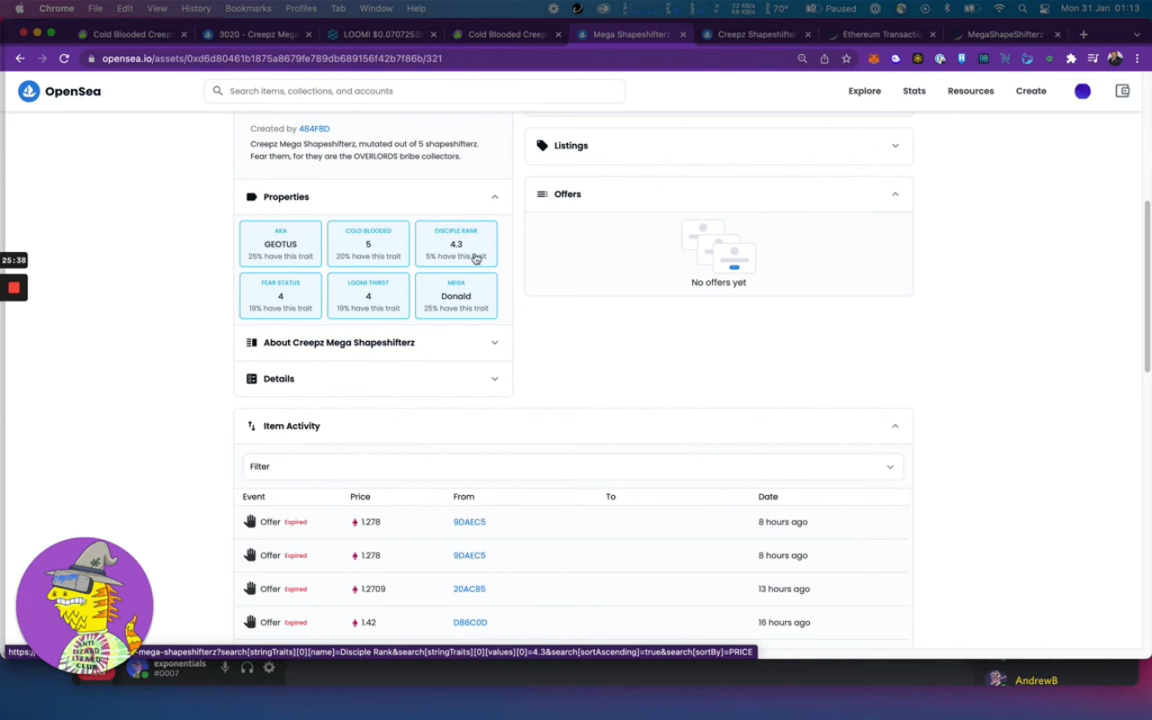 Chrome File Edit View History Bookmarks Profiles Tab Window Help 70° Paused Mon 31 Jan 01:13
Cold Blooded Creep 3020 - Creepz Meg LOOMI $0.0707253 Cold Blooded Creep Mega Shapeshifterz Creepz Shapeshifte Ethereum Transactic MegaShapeShifterz
opensea.io/assets/0xd6d80461b1875a8679fe789db689156f42b7f86b/321
OpenSea Search items, collections, and accounts Explore Stats Resources Create
Created by 484F8D
Creepz Mega Shapeshifterz, mutated out of 5 shapeshifterz.
Fear them, for they are the OVERLORDS bribe collectors.
Listings
Properties
Offers
AKA COLD BLOODED DISCIPLE RANK
GEOTUS 5 4.3
25% have this trait 20% have this trait 5% have this trait
25:38
FEAR STATUS LOOMI THIRST MEGA
4 4 Donald
19% have this trait 19% have this trait 25% have this trait
No offers yet
About Creepz Mega Shapeshifterz
Details
Item Activity
Filter
Event Price From To Date
Offer Expired 1.278 9DAEC5 8 hours ago
Offer Expired 1.278 9DAEC5 8 hours ago
Offer Expired 1.2709 20AC85 13 hours ago
Offer Expired 1.42 D86C0D 16 hours ago
ANTI LIZARD LIZARD CLUB
-mega-shapeshifterz?search[stringTraits][0][name]=Disciple Rank&search[stringTraits][0][values][0]=4.3&search[sortAscending]=true&search[sortBy]=PRICE
exponentials
#0007
AndrewB